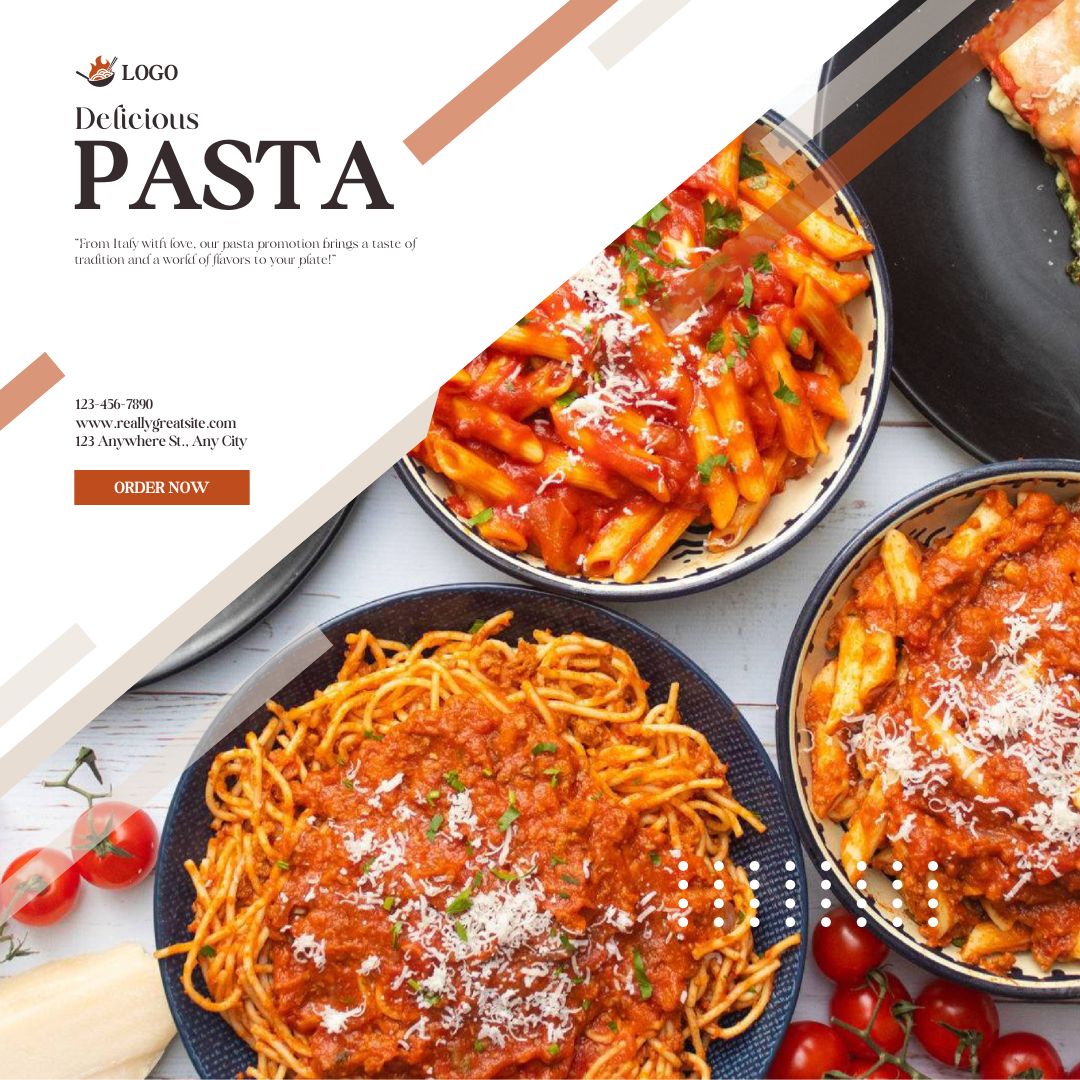 LOGO
Delicious
PASTA
"From Italy with love, our pasta promotion brings a taste of
tradition and a world of flavors to your plate!"
123-456-7890
www.reallygreatsite.com
123 Anywhere St., Any City
ORDER NOW